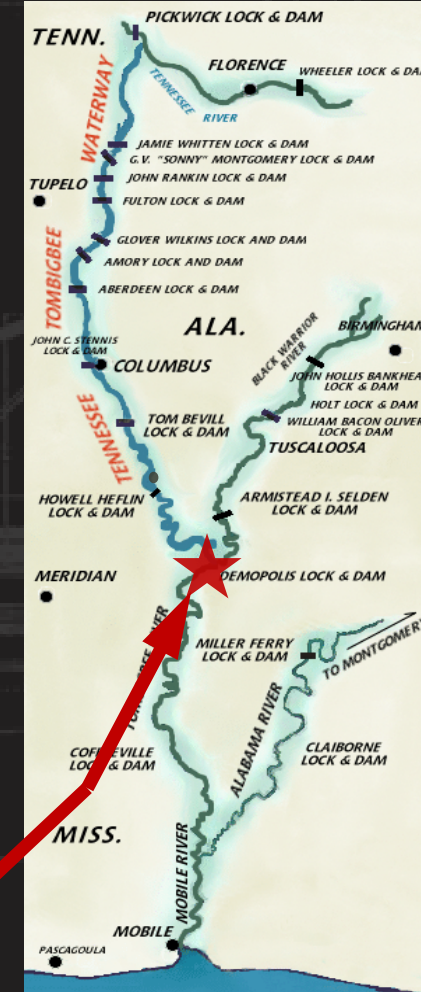 PICKWICK LOCK & DAM
TENN.
FLORENCE
WHEELER LOCK & DA
TENNESSEE
RIVER
WATERWAY
JAMIE WHITTEN LOCK & DAM
G.V. "SONNY" MONTGOMERY LOCK & DAM
JOHN RANKIN LOCK & DAM
TUPELO
FULTON LOCK & DAM
GLOVER WILKINS LOCK AND DAM
AMORY LOCK AND DAM
TOMBIGBEE
ABERDEEN LOCK & DAM
ALA.
BLACK WARRIOR
RIVER
BIRMINGHAM
JOHN C. STENNIS
LOCK & DAM
COLUMBUS
JOHN HOLLIS BANKHEA
LOCK & DAM
HOLT LOCK & DAM
WILLIAM BACON OLIVER
LOCK & DAM
TENNESSEE
TOM BEVILL
LOCK & DAM
TUSCALOOSA
HOWELL HEFLIN
LOCK & DAM
ARMISTEAD I. SELDEN
LOCK & DAM
MERIDIAN
DEMOPOLIS LOCK & DAM
RIVER
MILLER FERRY
LOCK & DAM
TO MONTGOMERY
ALABAMA RIVER
COFFEEVILLE
LOCK & DAM
CLAIBORNE
LOCK & DAM
MISS.
MOBILE RIVER
MOBILE
PASCAGOULA